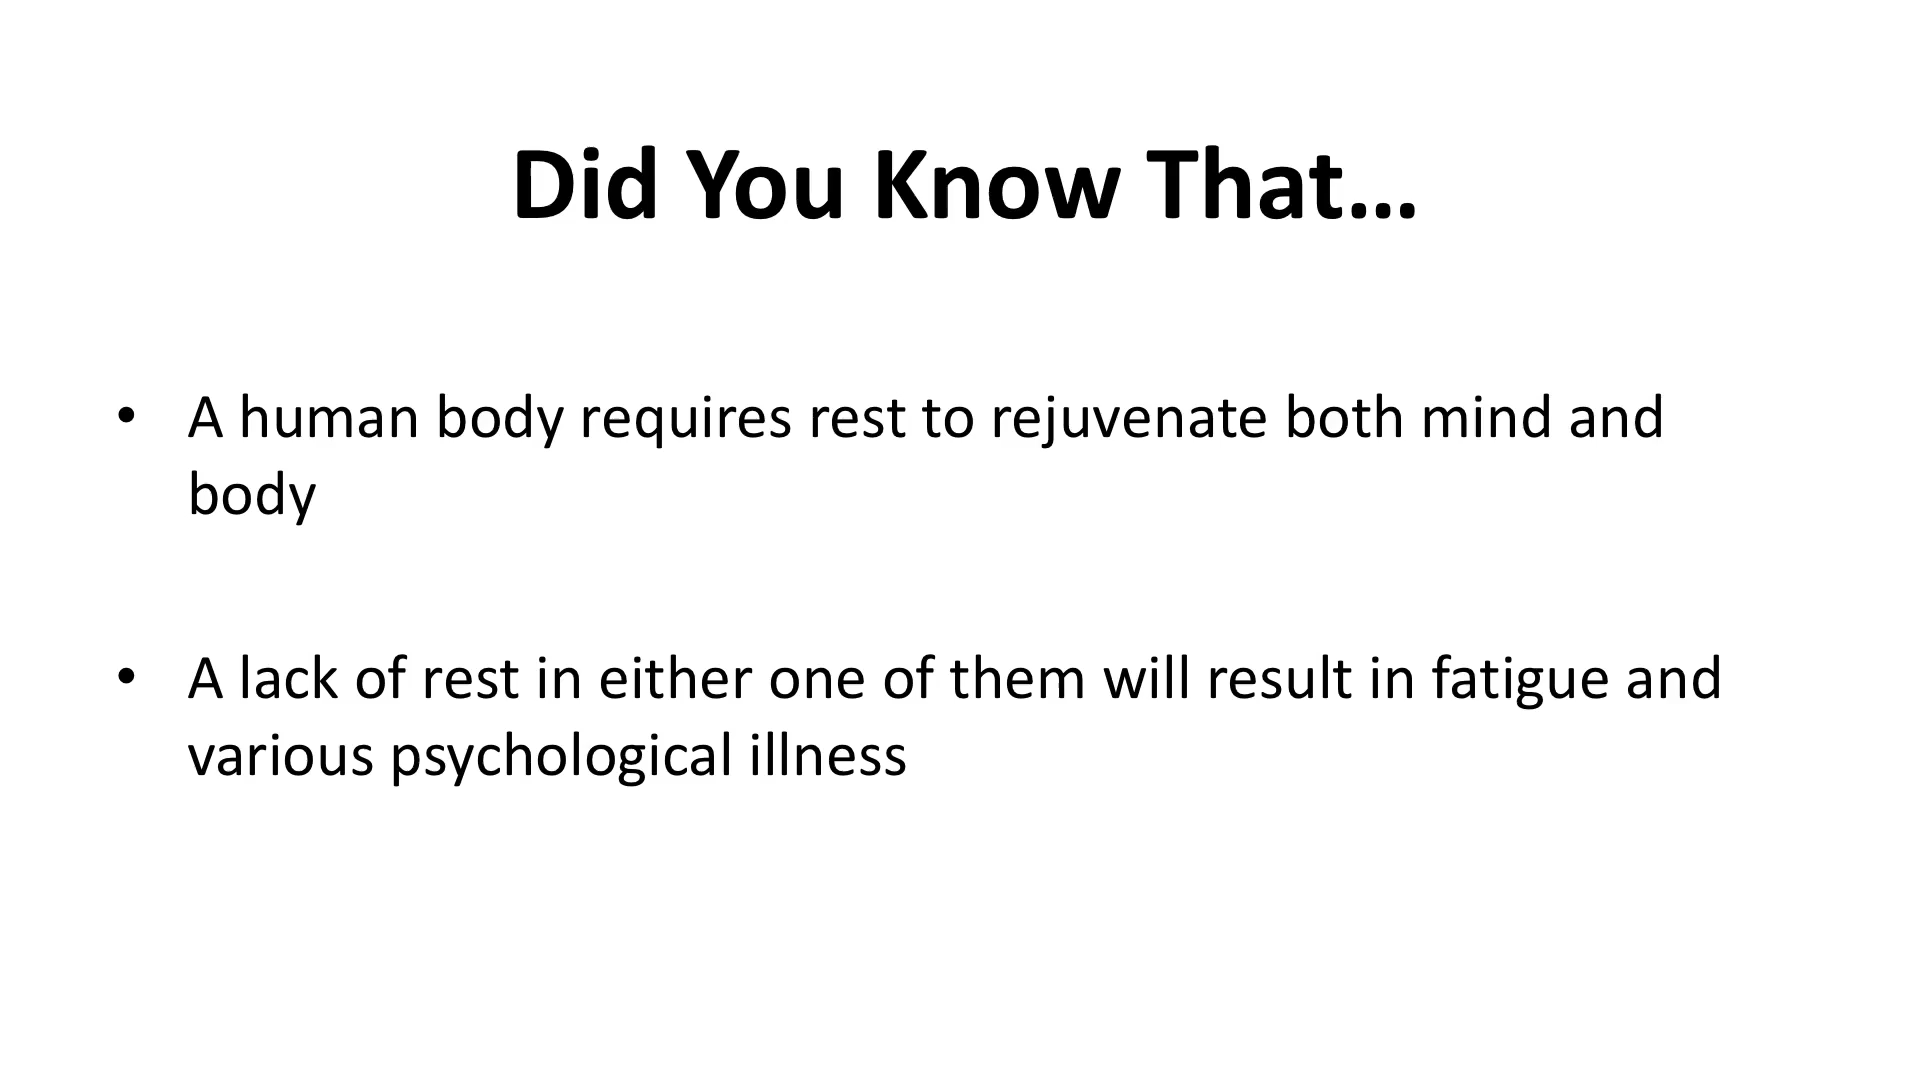 Did You Know That…
• A human body requires rest to rejuvenate both mind and
body
• A lack of rest in either one of them will result in fatigue and
various psychological illness